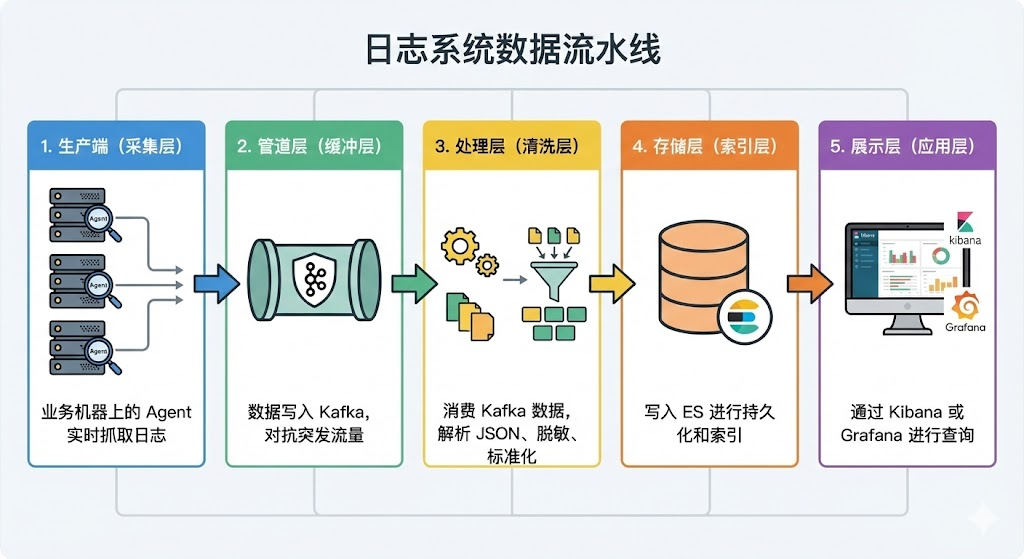 日志系统数据流水线
1. 生产端（采集层）
Agent
Agent
Agent
业务机器上的 Agent
实时抓取日志
2. 管道层（缓冲层）
数据写入 Kafka，
对抗突发流量
3. 处理层（清洗层）
消费 Kafka 数据，
解析 JSON、脱敏、
标准化
4. 存储层（索引层）
写入 ES 进行持久
化和索引
5. 展示层（应用层）
kibana
Grafana
通过 Kibana 或
Grafana 进行查询